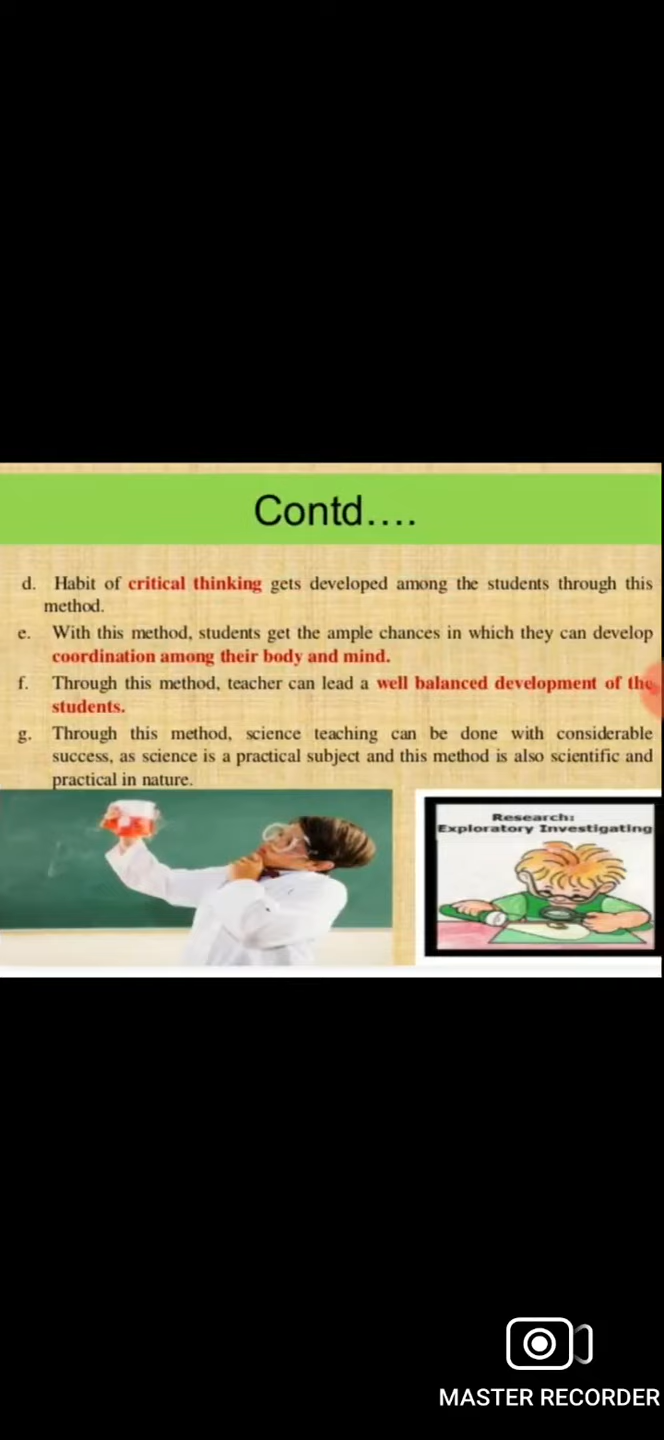 Contd....
d. Habit of critical thinking gets developed among the students through this
method.
e. With this method, students get the ample chances in which they can develop
coordination among their body and mind.
f. Through this method, teacher can lead a well balanced development of the
students.
g. Through this method, science teaching can be done with considerable
success, as science is a practical subject and this method is also scientific and
practical in nature.
Research:
Exploratory Investigating
MASTER RECORDER